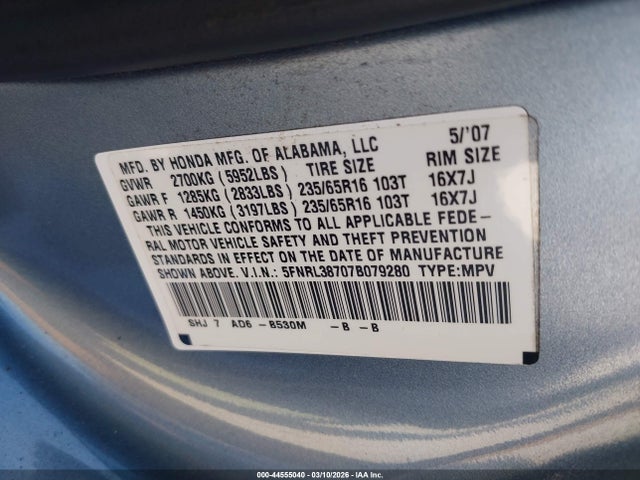 MFD. BY HONDA MFG. OF ALABAMA, LLC 5/'07
GVWR 2700KG (5952LBS) TIRE SIZE RIM SIZE
GAWR F 1285KG (2833LBS) 235/65R16 103T 16X7J
GAWR R 1450KG (3197LBS) 235/65R16 103T 16X7J
THIS VEHICLE CONFORMS TO ALL APPLICABLE FEDE-
RAL MOTOR VEHICLE SAFETY AND THEFT PREVENTION
STANDARDS IN EFFECT ON THE DATE OF MANUFACTURE
SHOWN ABOVE. V.I.N.: 5FNRL38707B079280 TYPE:MPV
SHJ 7 AD6 -B530M -B -B
000-44555040 - 03/10/2026 - IAA Inc.